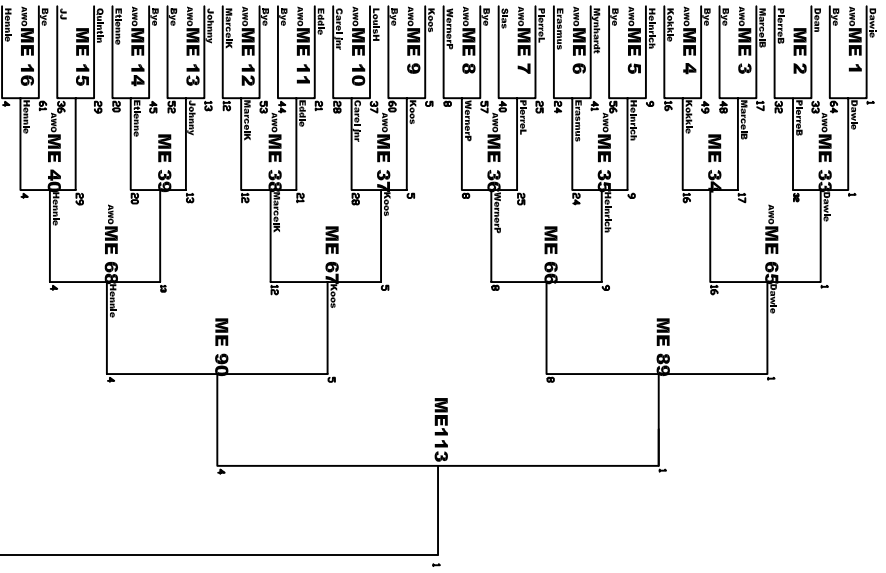 Dawie 1
AWO ME 1
Bye 64
Dean 33
ME 2
PierreB 32
MarcelB 17
AWO ME 3
Bye 48
Bye 49
AWO ME 4
Kokkie 16
Heinrich 9
AWO ME 5
Bye 56
Mynhardt 41
AWO ME 6
Erasmus 24
PierreL 25
AWO ME 7
Sias 40
Bye 57
AWO ME 8
WernerP 8
Koos 5
AWO ME 9
Bye 60
LouisH 37
AWO ME 10
Carel jnr 28
Eddie 21
AWO ME 11
Bye 44
Bye 53
AWO ME 12
MarcelK 12
Johnny 13
AWO ME 13
Bye 52
Bye 45
AWO ME 14
Etienne 20
Quintin 29
ME 15
JJ 36
Bye 61
AWO ME 16
Hennie 4
Dawie 1
ME 33
PierreB 32
MarcelB 17
ME 34
Kokkie 16
Heinrich 9
AWO ME 35
Erasmus 24
PierreL 25
AWO ME 36
WernerP 8
Koos 5
AWO ME 37
Carel jnr 28
Eddie 21
AWO ME 38
MarcelK 12
Johnny 13
ME 39
Etienne 20
29
AWO ME 40
Hennie 4
Dawie 1
AWO ME 65
16
Heinrich 9
ME 66
WernerP 8
Koos 5
ME 67
MarcelK 12
13
AWO ME 68
Hennie 4
Dawie 1
ME 89
8
Koos 5
ME 90
Hennie 4
1
ME113
4
1